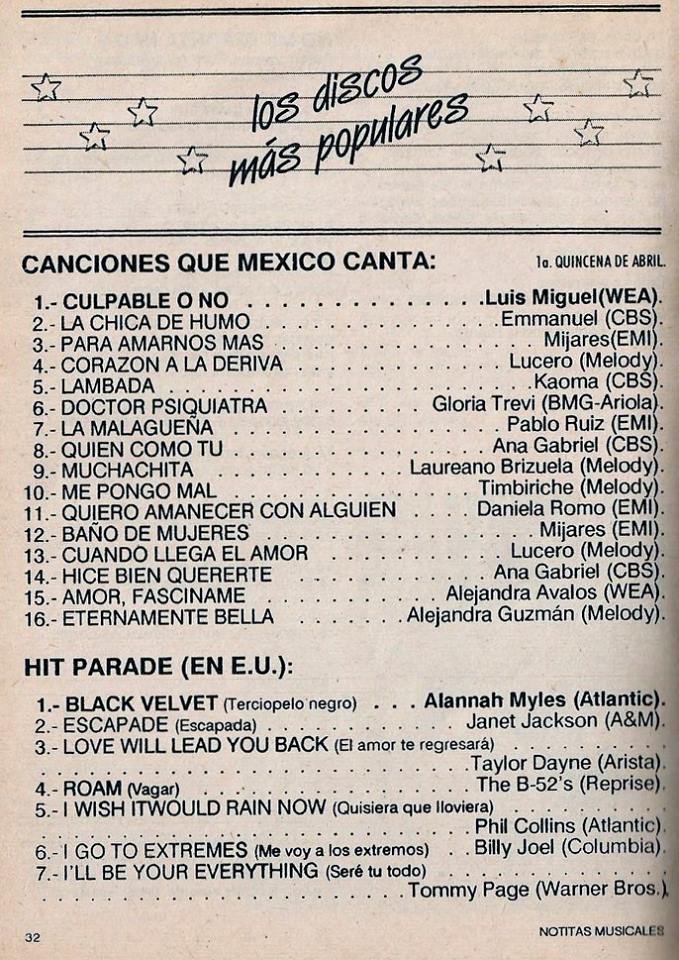 los discos
más populares
CANCIONES QUE MEXICO CANTA: 1a. QUINCENA DE ABRIL.
1.- CULPABLE O NO . . . . . . . . . . . . . . .Luis Miguel(WEA).
2.- LA CHICA DE HUMO . . . . . . . . . . . . . .Emmanuel (CBS).
3.- PARA AMARNOS MAS . . . . . . . . . . . . . . . Mijares(EMI).
4.- CORAZON A LA DERIVA . . . . . . . . . . . . Lucero (Melody).
5.- LAMBADA . . . . . . . . . . . . . . . . . . . . . .Kaoma (CBS).
6.- DOCTOR PSIQUIATRA . . . . . . . . Gloria Trevi (BMG-Ariola).
7.- LA MALAGUEÑA . . . . . . . . . . . . . . . . Pablo Ruiz (EMI).
8.- QUIEN COMO TU . . . . . . . . . . . . . . . Ana Gabriel (CBS).
9.- MUCHACHITA . . . . . . . . . . . . Laureano Brizuela (Melody).
10.- ME PONGO MAL . . . . . . . . . . . . . . Timbiriche (Melody).
11.- QUIERO AMANECER CON ALGUIEN . . . . Daniela Romo (EMI).
12.- BAÑO DE MUJERES . . . . . . . . . . . . . . . . Mijares (EMI).
13.- CUANDO LLEGA EL AMOR . . . . . . . . . . . Lucero (Melody).
14.- HICE BIEN QUERERTE . . . . . . . . . . . . Ana Gabriel (CBS).
15.- AMOR, FASCINAME . . . . . . . . . . . Alejandra Avalos (WEA).
16.- ETERNAMENTE BELLA . . . . . . . Alejandra Guzmán (Melody).
HIT PARADE (EN E.U.):
1.- BLACK VELVET (Terciopelo negro) . . . Alannah Myles (Atlantic).
2.- ESCAPADE (Escapada) . . . . . . . . . . . Janet Jackson (A&M).
3.- LOVE WILL LEAD YOU BACK (El amor te regresará) . . . . . . . . .
. . . . . . . . . . . . . . . . . . . . . . . . . . . Taylor Dayne (Arista).
4.- ROAM (Vagar) . . . . . . . . . . . . . . . The B-52's (Reprise).
5.- I WISH ITWOULD RAIN NOW (Quisiera que lloviera) . . . . . . . . .
. . . . . . . . . . . . . . . . . . . . . . . . . . . Phil Collins (Atlantic).
6.- I GO TO EXTREMES (Me voy a los extremos) . . Billy Joel (Columbia).
7.- I'LL BE YOUR EVERYTHING (Seré tu todo) . . . . . . . . . . . . .
. . . . . . . . . . . . . . . . . . . . . . . Tommy Page (Warner Bros.)
32 NOTITAS MUSICALES